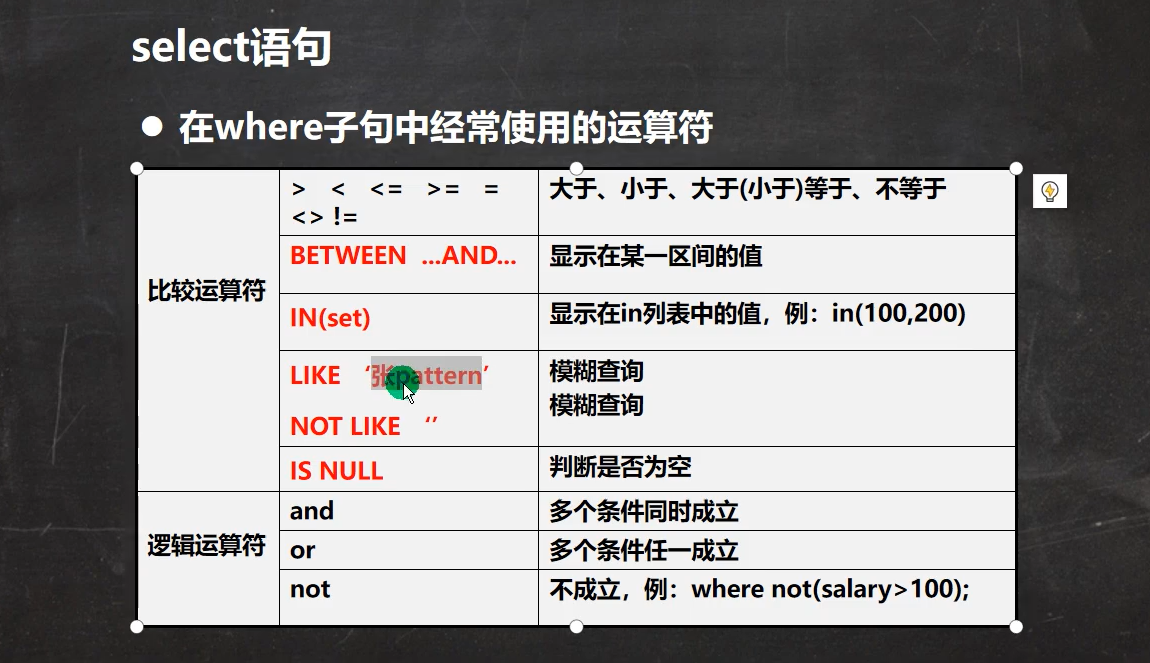 select语句
● 在where子句中经常使用的运算符
比较运算符
> < <= >= =
<> !=
大于、小于、大于(小于)等于、不等于
BETWEEN ...AND...
显示在某一区间的值
IN(set)
显示在in列表中的值，例：in(100,200)
LIKE ‘张pattern’
NOT LIKE ‘’
模糊查询
模糊查询
IS NULL
判断是否为空
逻辑运算符
and
多个条件同时成立
or
多个条件任一成立
not
不成立，例：where not(salary>100);